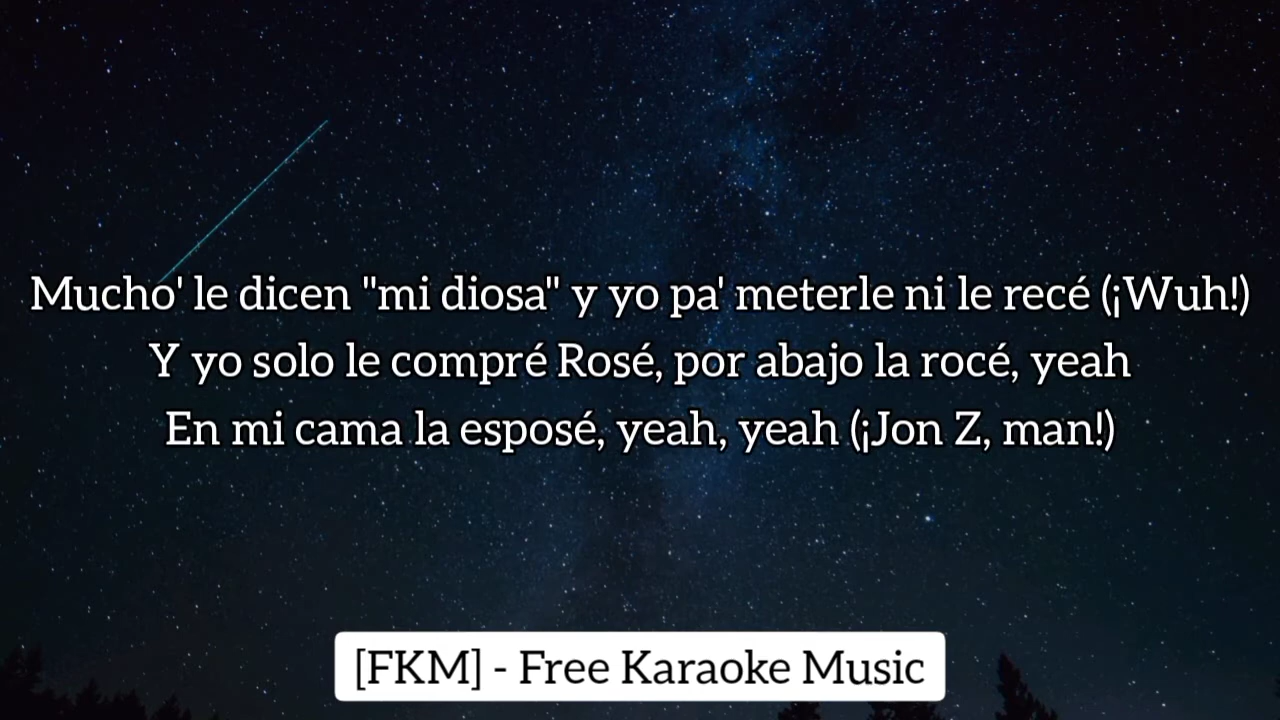 Mucho' le dicen "mi diosa" y yo pa' meterle ni le recé (¡Wuh!)
Y yo solo le compré Rosé, por abajo la rocé, yeah
En mi cama la esposé, yeah, yeah (¡Jon Z, man!)
[FKM] - Free Karaoke Music